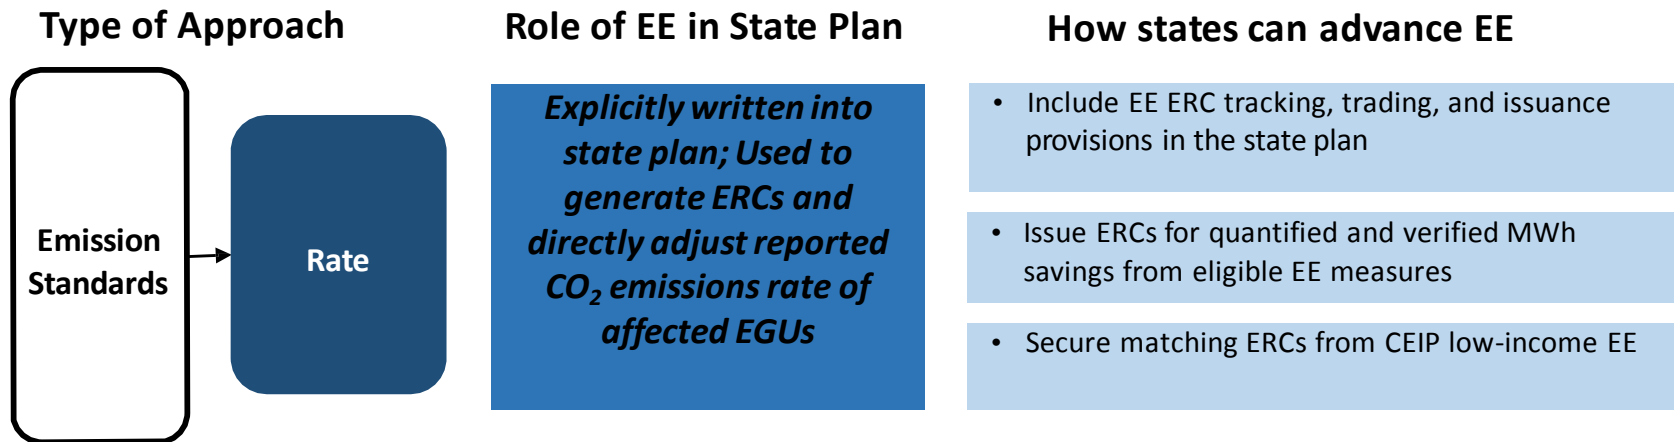 Type of Approach
Role of EE in State Plan
How states can advance EE
Emission
Standards
Rate
Explicitly written into
state plan; Used to
generate ERCs and
directly adjust reported
CO₂ emissions rate of
affected EGUs
• Include EE ERC tracking, trading, and issuance
provisions in the state plan
• Issue ERCs for quantified and verified MWh
savings from eligible EE measures
• Secure matching ERCs from CEIP low-income EE